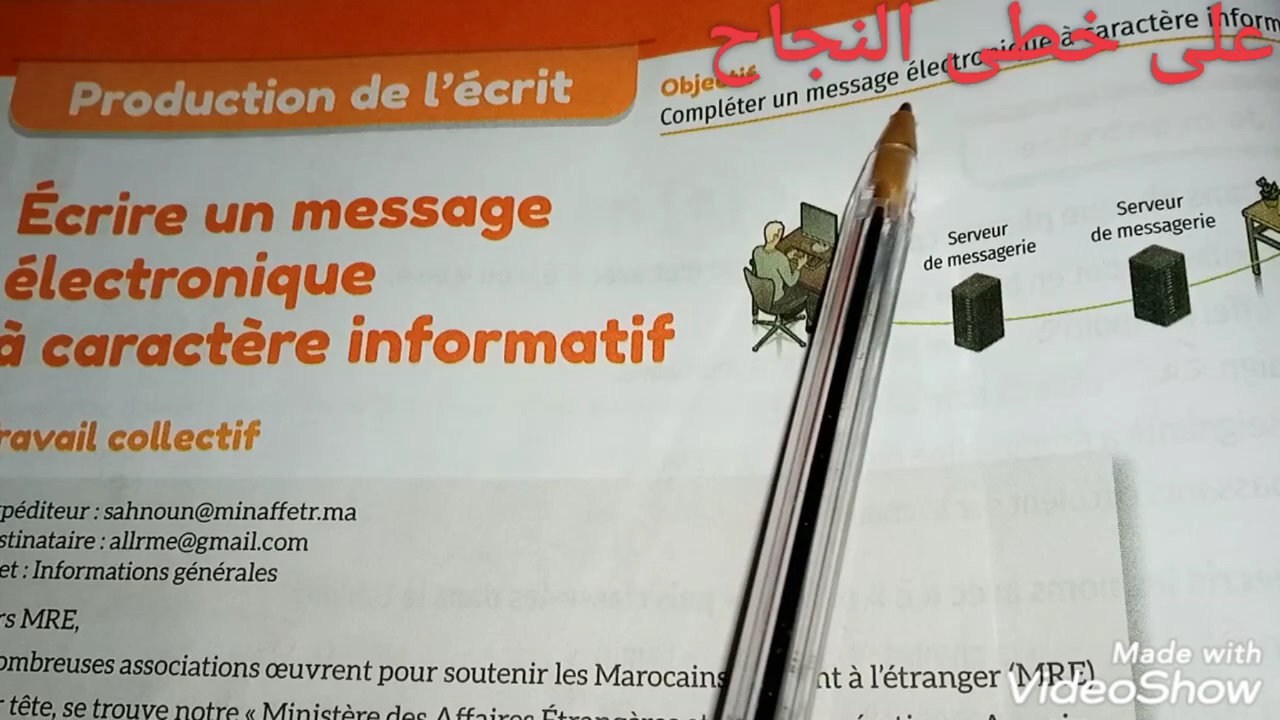 على خطى النجاح
Production de l'écrit
Objectif
Compléter un message électronique à caractère inform
Écrire un message
électronique
à caractère informatif
ravail collectif
Serveur
de messagerie
Serveur
de messagerie
péditeur : sahnoun@minaffetr.ma
stinataire : allrme@gmail.com
et : Informations générales
rs MRE,
ombreuses associations œuvrent pour soutenir les Marocains nt à l'étranger (MRE)
tête, se trouve notre « Ministère des Affaires Étrangères
Made with
VideoShow